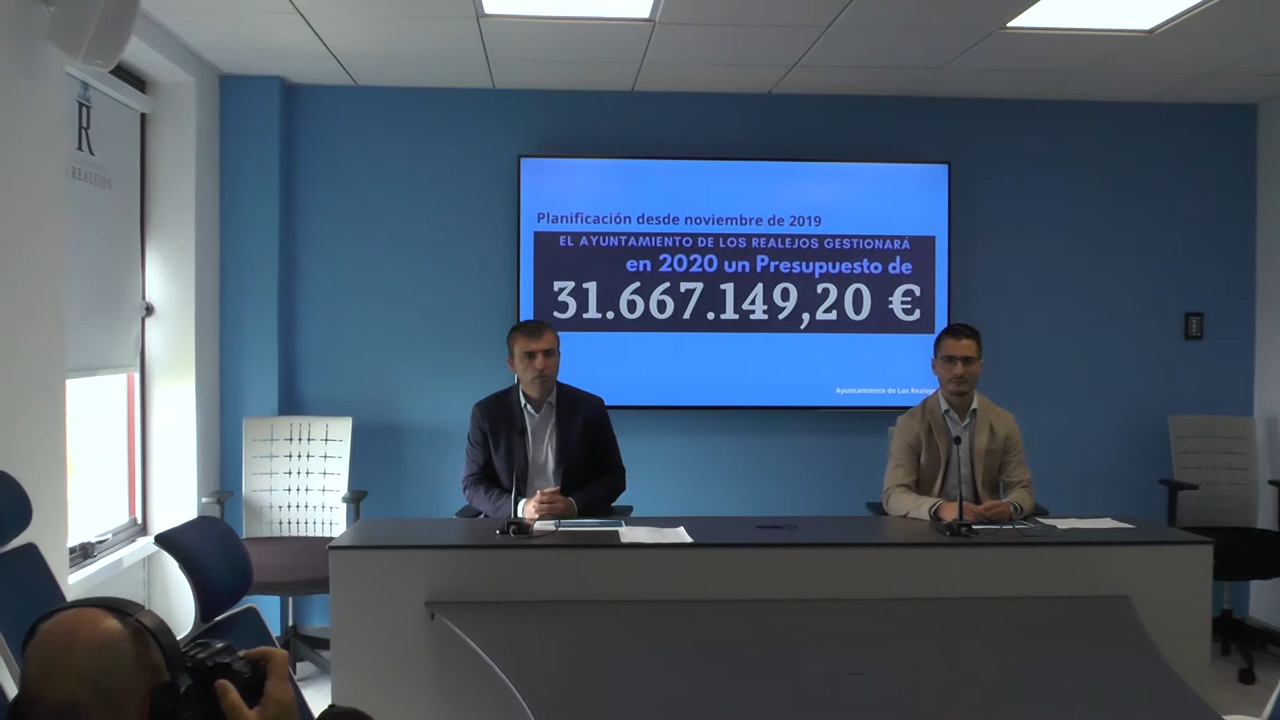 R
REALEJOS
Planificación desde noviembre de 2019
EL AYUNTAMIENTO DE LOS REALEJOS GESTIONARÁ
en 2020 un Presupuesto de
31.667.149,20 €
Ayuntamiento de Los